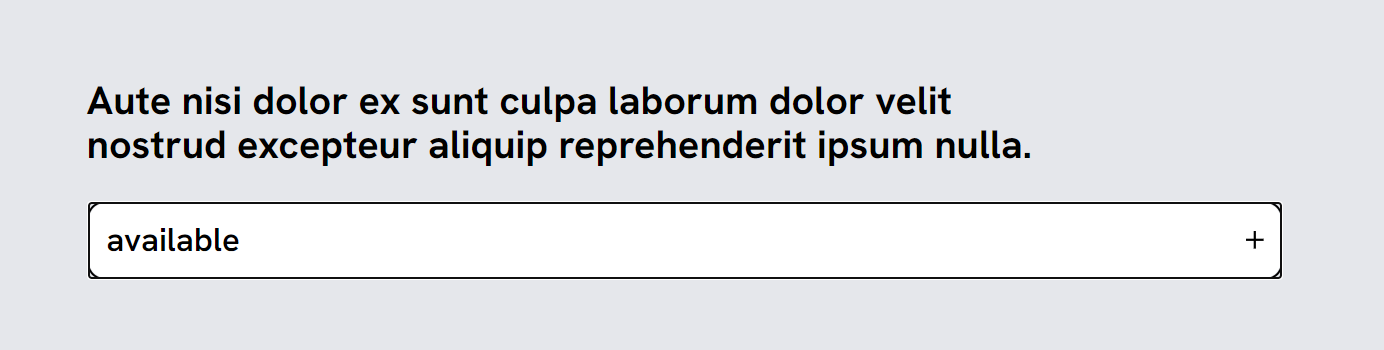 Aute nisi dolor ex sunt culpa laborum dolor velit
nostrud excepteur aliquip reprehenderit ipsum nulla.
available +